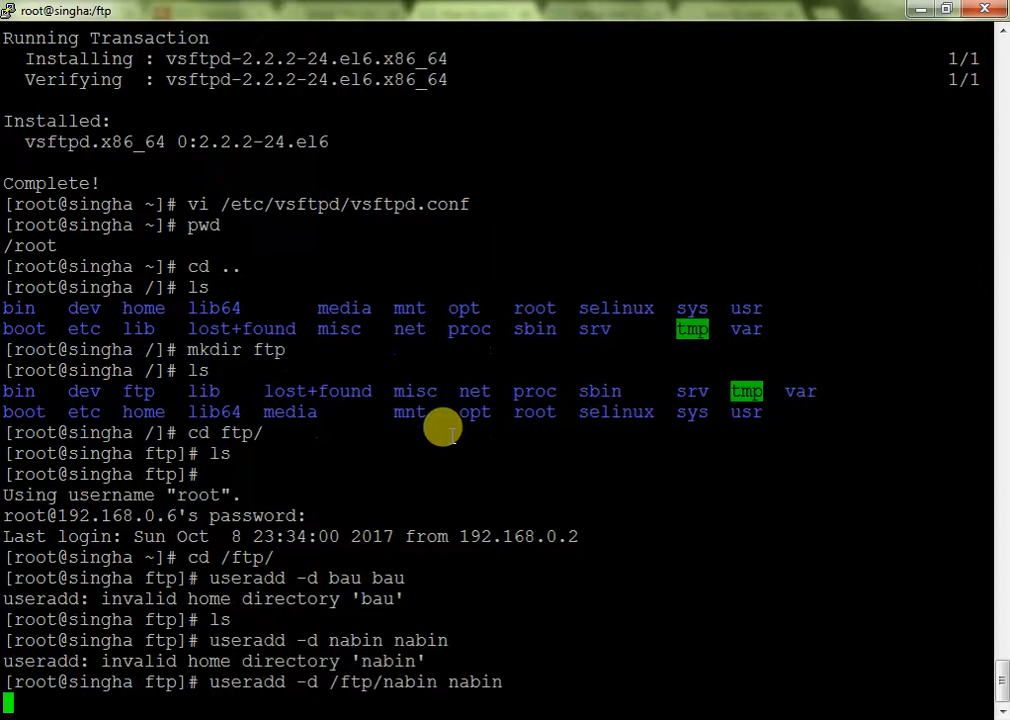 root@singha:/ftp
Running Transaction
  Installing : vsftpd-2.2.2-24.el6.x86_64                                               1/1
  Verifying  : vsftpd-2.2.2-24.el6.x86_64                                               1/1

Installed:
  vsftpd.x86_64 0:2.2.2-24.el6

Complete!
[root@singha ~]# vi /etc/vsftpd/vsftpd.conf
[root@singha ~]# pwd
/root
[root@singha ~]# cd ..
[root@singha /]# ls
bin   dev  home  lib64       media  mnt  opt   root  selinux  sys  usr
boot  etc  lib   lost+found  misc   net  proc  sbin  srv      tmp  var
[root@singha /]# mkdir ftp
[root@singha /]# ls
bin   dev  ftp   lib    lost+found  misc  net  proc  sbin     srv  tmp  var
boot  etc  home  lib64  media       mnt   opt  root  selinux  sys  usr
[root@singha /]# cd ftp/
[root@singha ftp]# ls
[root@singha ftp]#
Using username "root".
root@192.168.0.6's password:
Last login: Sun Oct  8 23:34:00 2017 from 192.168.0.2
[root@singha ~]# cd /ftp/
[root@singha ftp]# useradd -d bau bau
useradd: invalid home directory 'bau'
[root@singha ftp]# ls
[root@singha ftp]# useradd -d nabin nabin
useradd: invalid home directory 'nabin'
[root@singha ftp]# useradd -d /ftp/nabin nabin